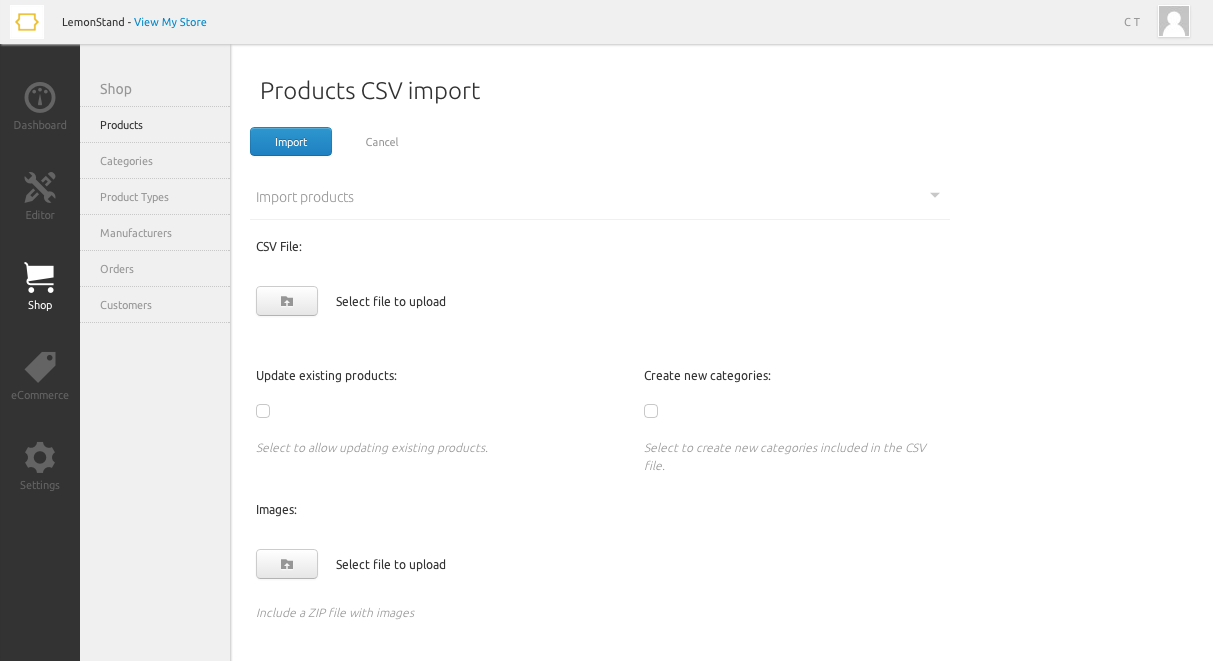 LemonStand - View My Store
C T
Dashboard
Editor
Shop
eCommerce
Settings
Shop
Products
Categories
Product Types
Manufacturers
Orders
Customers
Products CSV import
Import
Cancel
Import products
CSV File:
Select file to upload
Update existing products:
Select to allow updating existing products.
Create new categories:
Select to create new categories included in the CSV
file.
Images:
Select file to upload
Include a ZIP file with images